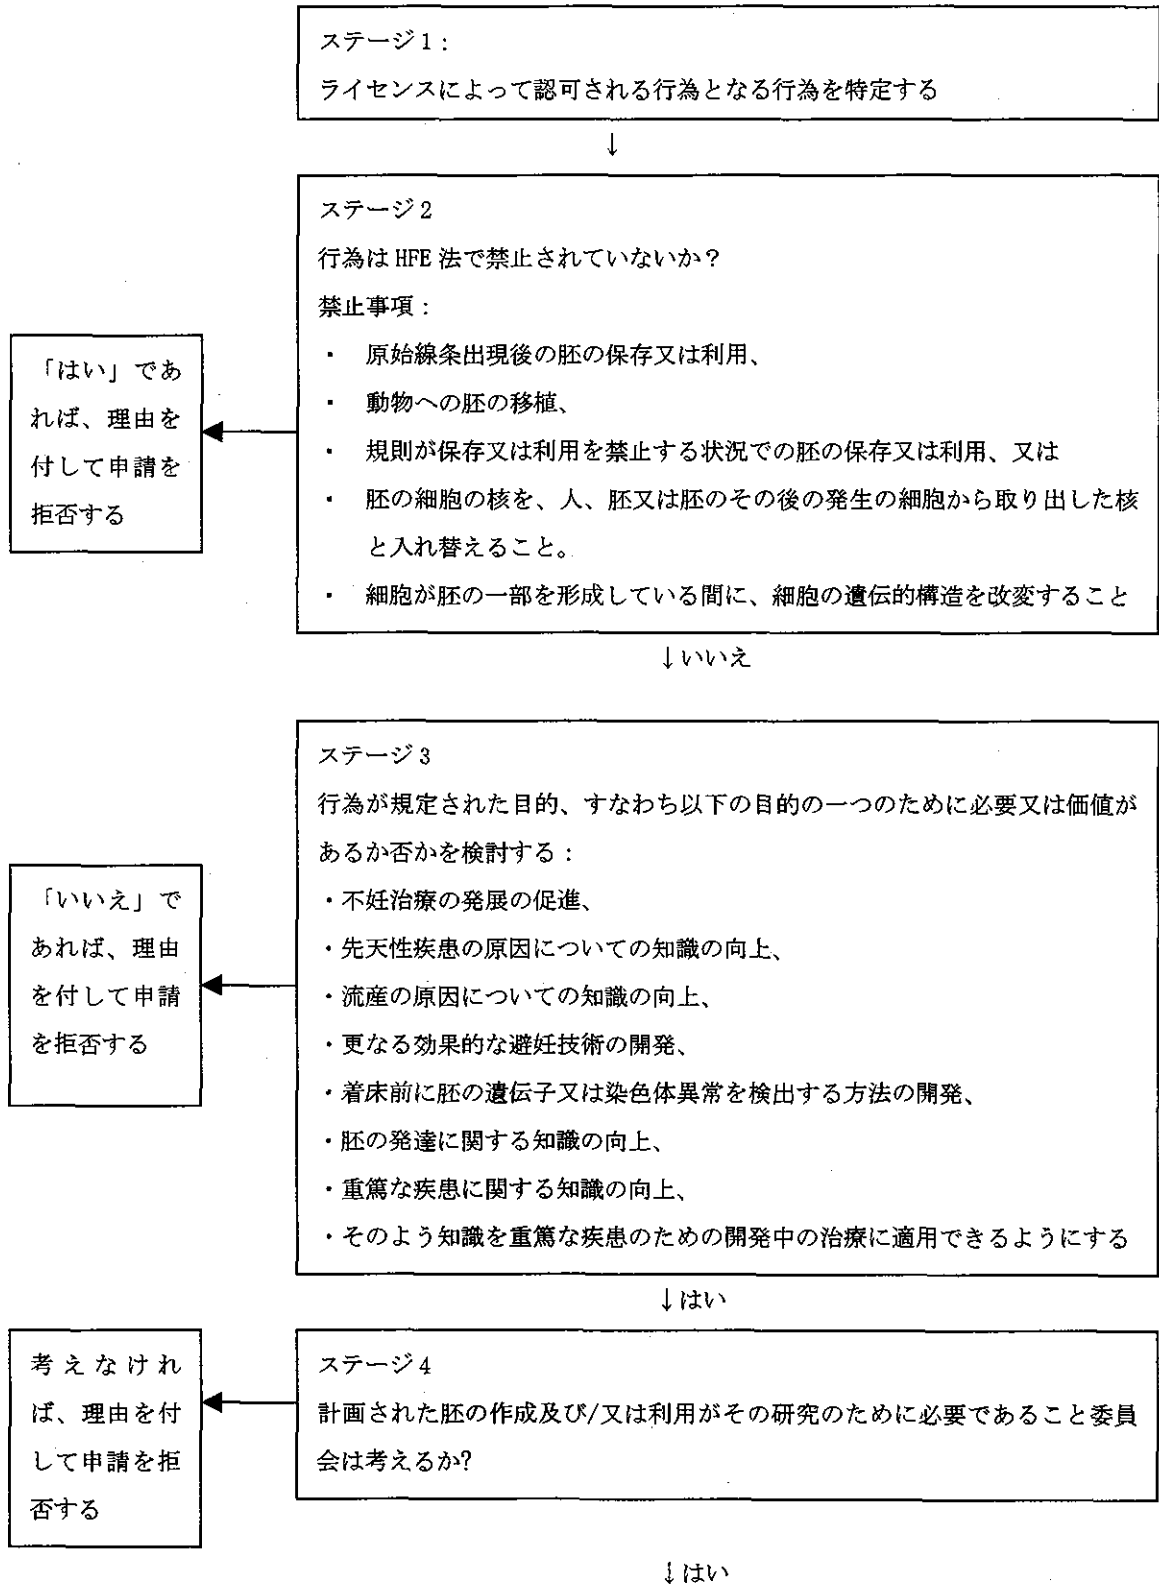 ステージ1：
ライセンスによって認可される行為となる行為を特定する
↓
ステージ2
行為は HFE 法で禁止されていないか？
禁止事項：
・ 原始線条出現後の胚の保存又は利用、
・ 動物への胚の移植、
・ 規則が保存又は利用を禁止する状況での胚の保存又は利用、又は
・ 胚の細胞の核を、人、胚又は胚のその後の発生の細胞から取り出した核
と入れ替えること。
・ 細胞が胚の一部を形成している間に、細胞の遺伝的構造を改変すること
「はい」であ
れば、理由を
付して申請を
拒否する
↓いいえ
ステージ3
行為が規定された目的、すなわち以下の目的の一つのために必要又は価値が
あるか否かを検討する：
・不妊治療の発展の促進、
・先天性疾患の原因についての知識の向上、
・流産の原因についての知識の向上、
・更なる効果的な避妊技術の開発、
・着床前に胚の遺伝子又は染色体異常を検出する方法の開発、
・胚の発達に関する知識の向上、
・重篤な疾患に関する知識の向上、
・そのよう知識を重篤な疾患のための開発中の治療に適用できるようにする
「いいえ」で
あれば、理由
を付して申請
を拒否する
↓はい
ステージ4
計画された胚の作成及び/又は利用がその研究のために必要であること委員
会は考えるか?
考えなけれ
ば、理由を付
して申請を拒
否する
↓はい